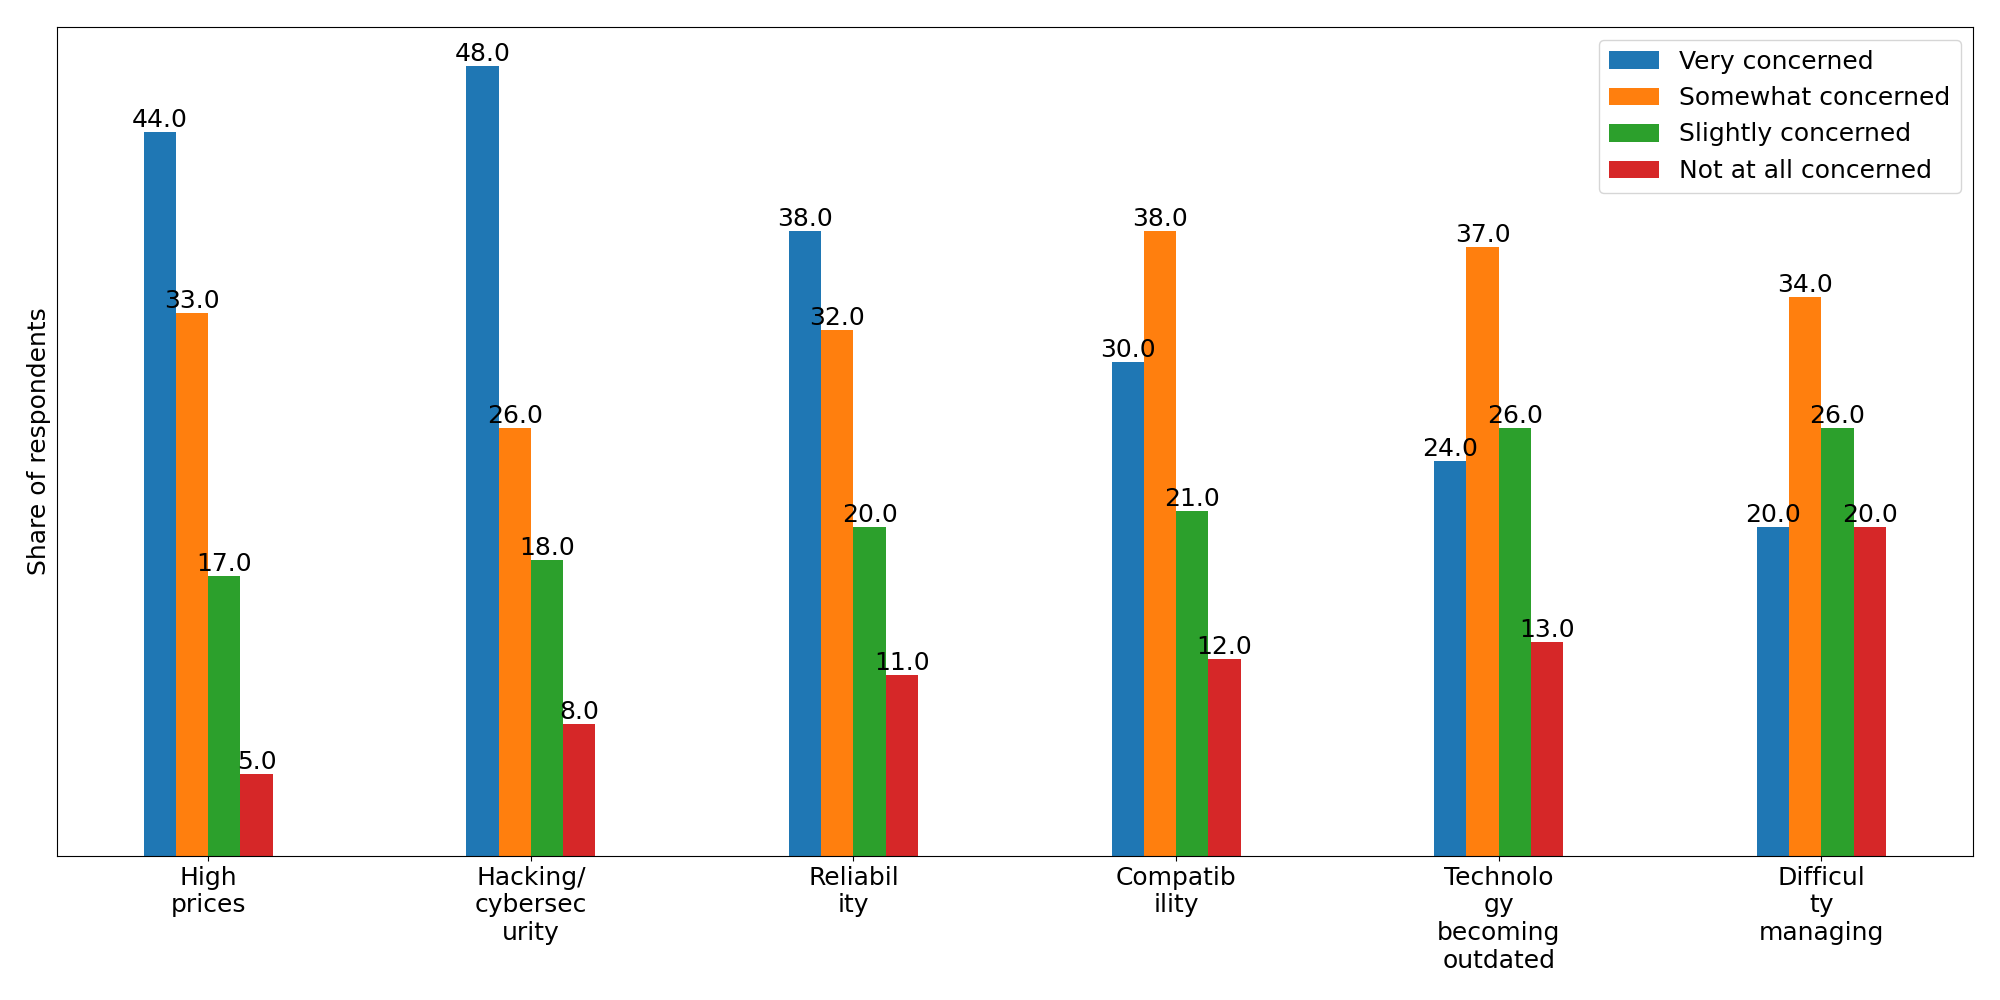 Very concerned
Somewhat concerned
Slightly concerned
Not at all concerned
Share of respondents
44.0
33.0
17.0
5.0
48.0
26.0
18.0
8.0
38.0
32.0
20.0
11.0
30.0
38.0
21.0
12.0
24.0
37.0
26.0
13.0
20.0
34.0
26.0
20.0
High
prices
Hacking/
cybersec
urity
Reliabil
ity
Compatib
ility
Technolo
gy
becoming
outdated
Difficul
ty
managing